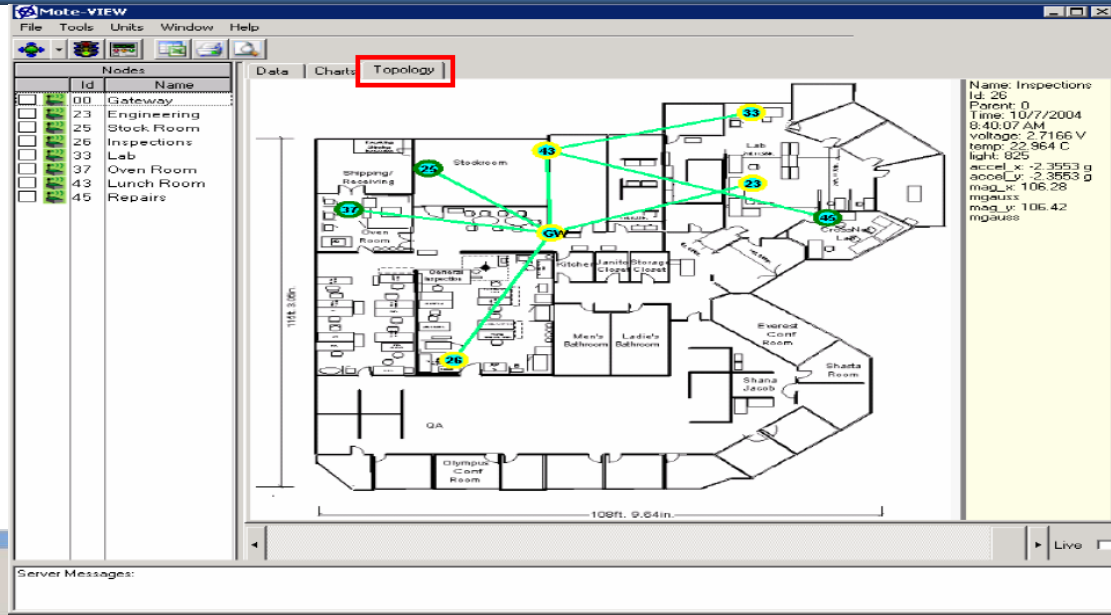 Mote-VIEW
File Tools Units Window Help
Nodes
Id Name
00 Gateway
23 Engineering
25 Stock Room
26 Inspections
33 Lab
37 Oven Room
43 Lunch Room
45 Repairs
Data Charts Topology
33
43
Lab
Stockroom
25
Shipping/
Receiving
23
37
45
GW
Oven
Room
Kitchen
Janitor
Closet
Storage
Closet
General
Inspection
Men's
Bathroom
Ladie's
Bathroom
Everest
Conf
Room
26
Shasta
Room
Shana
Jacob
QA
Olympus
Conf
Room
108ft. 9.64in.
Name: Inspections
Id: 26
Parent: 0
Time: 10/7/2004
8:40:07 AM
voltage: 2.7166 V
temp: 22.964 C
light: 825
accel_x: -2.3553 g
accel_y: -2.3553 g
mag_x: 106.28
mgauss
mag_y: 106.42
mgauss
Live
Server Messages: